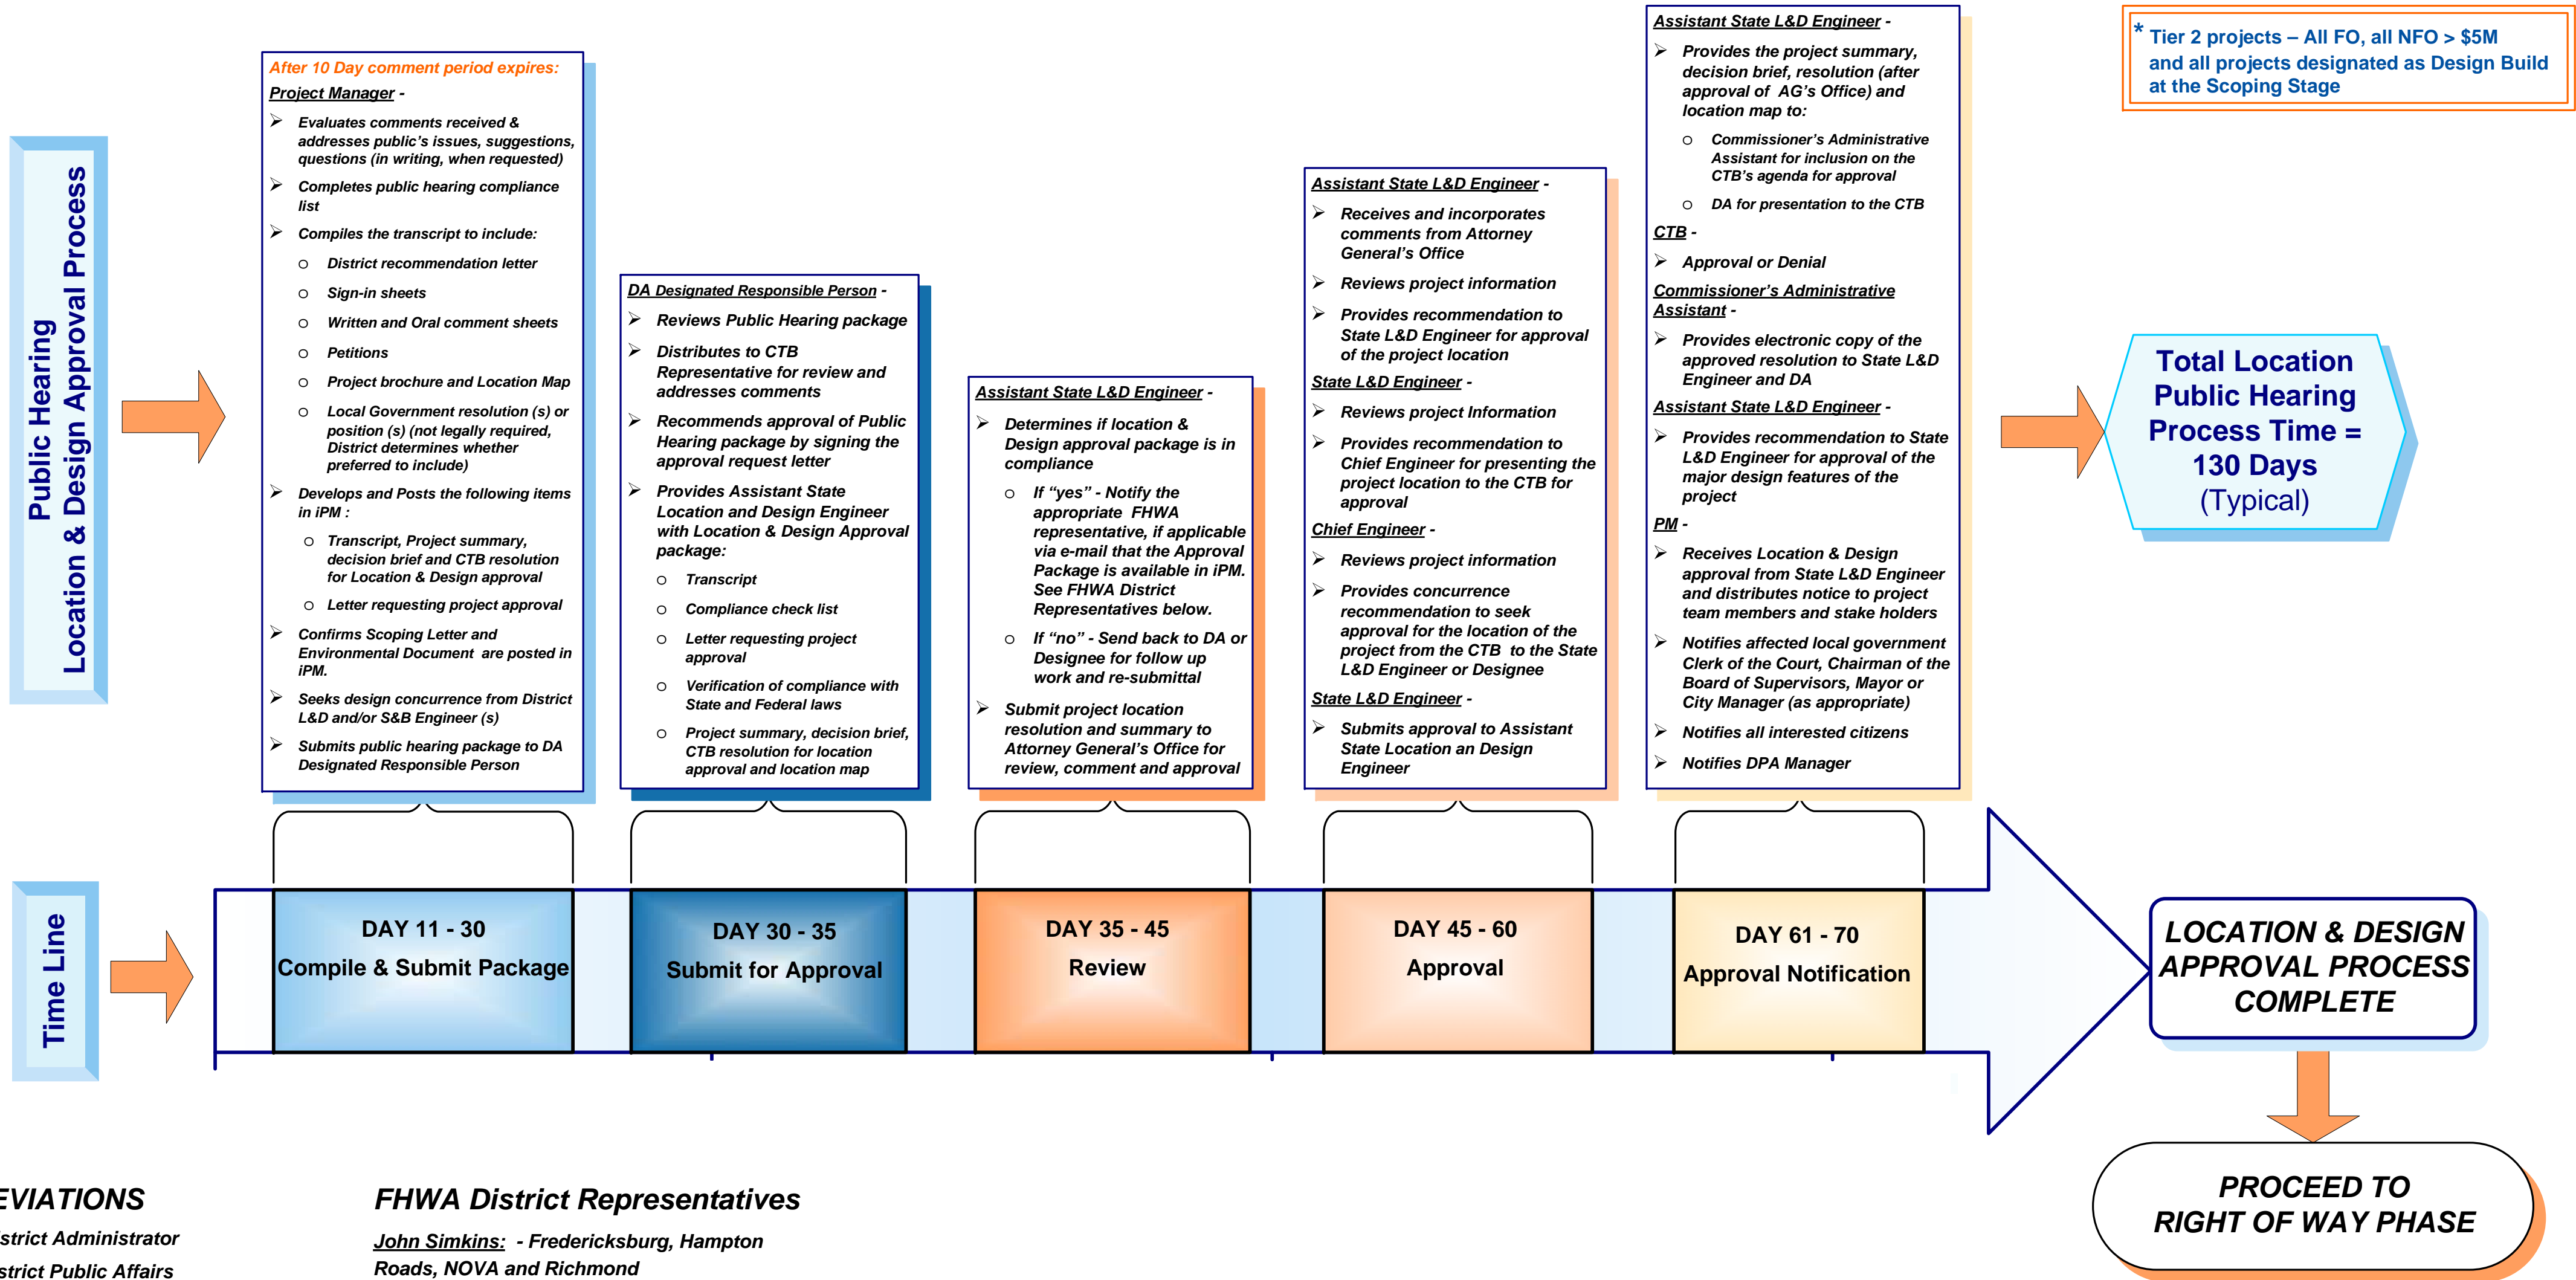 Public Hearing
Location & Design Approval Process
After 10 Day comment period expires:
Project Manager -
➢ Evaluates comments received &
addresses public's issues, suggestions,
questions (in writing, when requested)
➢ Completes public hearing compliance
list
➢ Compiles the transcript to include:
o District recommendation letter
o Sign-in sheets
o Written and Oral comment sheets
o Petitions
o Project brochure and Location Map
o Local Government resolution (s) or
position (s) (not legally required,
District determines whether
preferred to include)
➢ Develops and Posts the following items
in iPM :
o Transcript, Project summary,
decision brief and CTB resolution
for Location & Design approval
o Letter requesting project approval
➢ Confirms Scoping Letter and
Environmental Document are posted in
iPM.
➢ Seeks design concurrence from District
L&D and/or S&B Engineer (s)
➢ Submits public hearing package to DA
Designated Responsible Person
DA Designated Responsible Person -
➢ Reviews Public Hearing package
➢ Distributes to CTB
Representative for review and
addresses comments
➢ Recommends approval of Public
Hearing package by signing the
approval request letter
➢ Provides Assistant State
Location and Design Engineer
with Location & Design Approval
package:
o Transcript
o Compliance check list
o Letter requesting project
approval
o Verification of compliance with
State and Federal laws
o Project summary, decision brief,
CTB resolution for location
approval and location map
Assistant State L&D Engineer -
➢ Determines if location &
Design approval package is in
compliance
o If "yes" - Notify the
appropriate FHWA
representative, if applicable
via e-mail that the Approval
Package is available in iPM.
See FHWA District
Representatives below.
o If "no" - Send back to DA or
Designee for follow up
work and re-submittal
➢ Submit project location
resolution and summary to
Attorney General's Office for
review, comment and approval
Assistant State L&D Engineer -
➢ Receives and incorporates
comments from Attorney
General's Office
➢ Reviews project information
➢ Provides recommendation to
State L&D Engineer for approval
of the project location
State L&D Engineer -
➢ Reviews project Information
➢ Provides recommendation to
Chief Engineer for presenting the
project location to the CTB for
approval
Chief Engineer -
➢ Reviews project information
➢ Provides concurrence
recommendation to seek
approval for the location of the
project from the CTB to the State
L&D Engineer or Designee
State L&D Engineer -
➢ Submits approval to Assistant
State Location an Design
Engineer
Assistant State L&D Engineer -
➢ Provides the project summary,
decision brief, resolution (after
approval of AG's Office) and
location map to:
o Commissioner's Administrative
Assistant for inclusion on the
CTB's agenda for approval
o DA for presentation to the CTB
CTB -
➢ Approval or Denial
Commissioner's Administrative
Assistant -
➢ Provides electronic copy of the
approved resolution to State L&D
Engineer and DA
Assistant State L&D Engineer -
➢ Provides recommendation to State
L&D Engineer for approval of the
major design features of the
project
PM -
➢ Receives Location & Design
approval from State L&D Engineer
and distributes notice to project
team members and stake holders
➢ Notifies affected local government
Clerk of the Court, Chairman of the
Board of Supervisors, Mayor or
City Manager (as appropriate)
➢ Notifies all interested citizens
➢ Notifies DPA Manager
* Tier 2 projects – All FO, all NFO > $5M
and all projects designated as Design Build
at the Scoping Stage
Total Location
Public Hearing
Process Time =
130 Days
(Typical)
Time Line
DAY 11 - 30
Compile & Submit Package
DAY 30 - 35
Submit for Approval
DAY 35 - 45
Review
DAY 45 - 60
Approval
DAY 61 - 70
Approval Notification
LOCATION & DESIGN
APPROVAL PROCESS
COMPLETE
PROCEED TO
RIGHT OF WAY PHASE
EVIATIONS
strict Administrator
strict Public Affairs
FHWA District Representatives
John Simkins: - Fredericksburg, Hampton
Roads, NOVA and Richmond